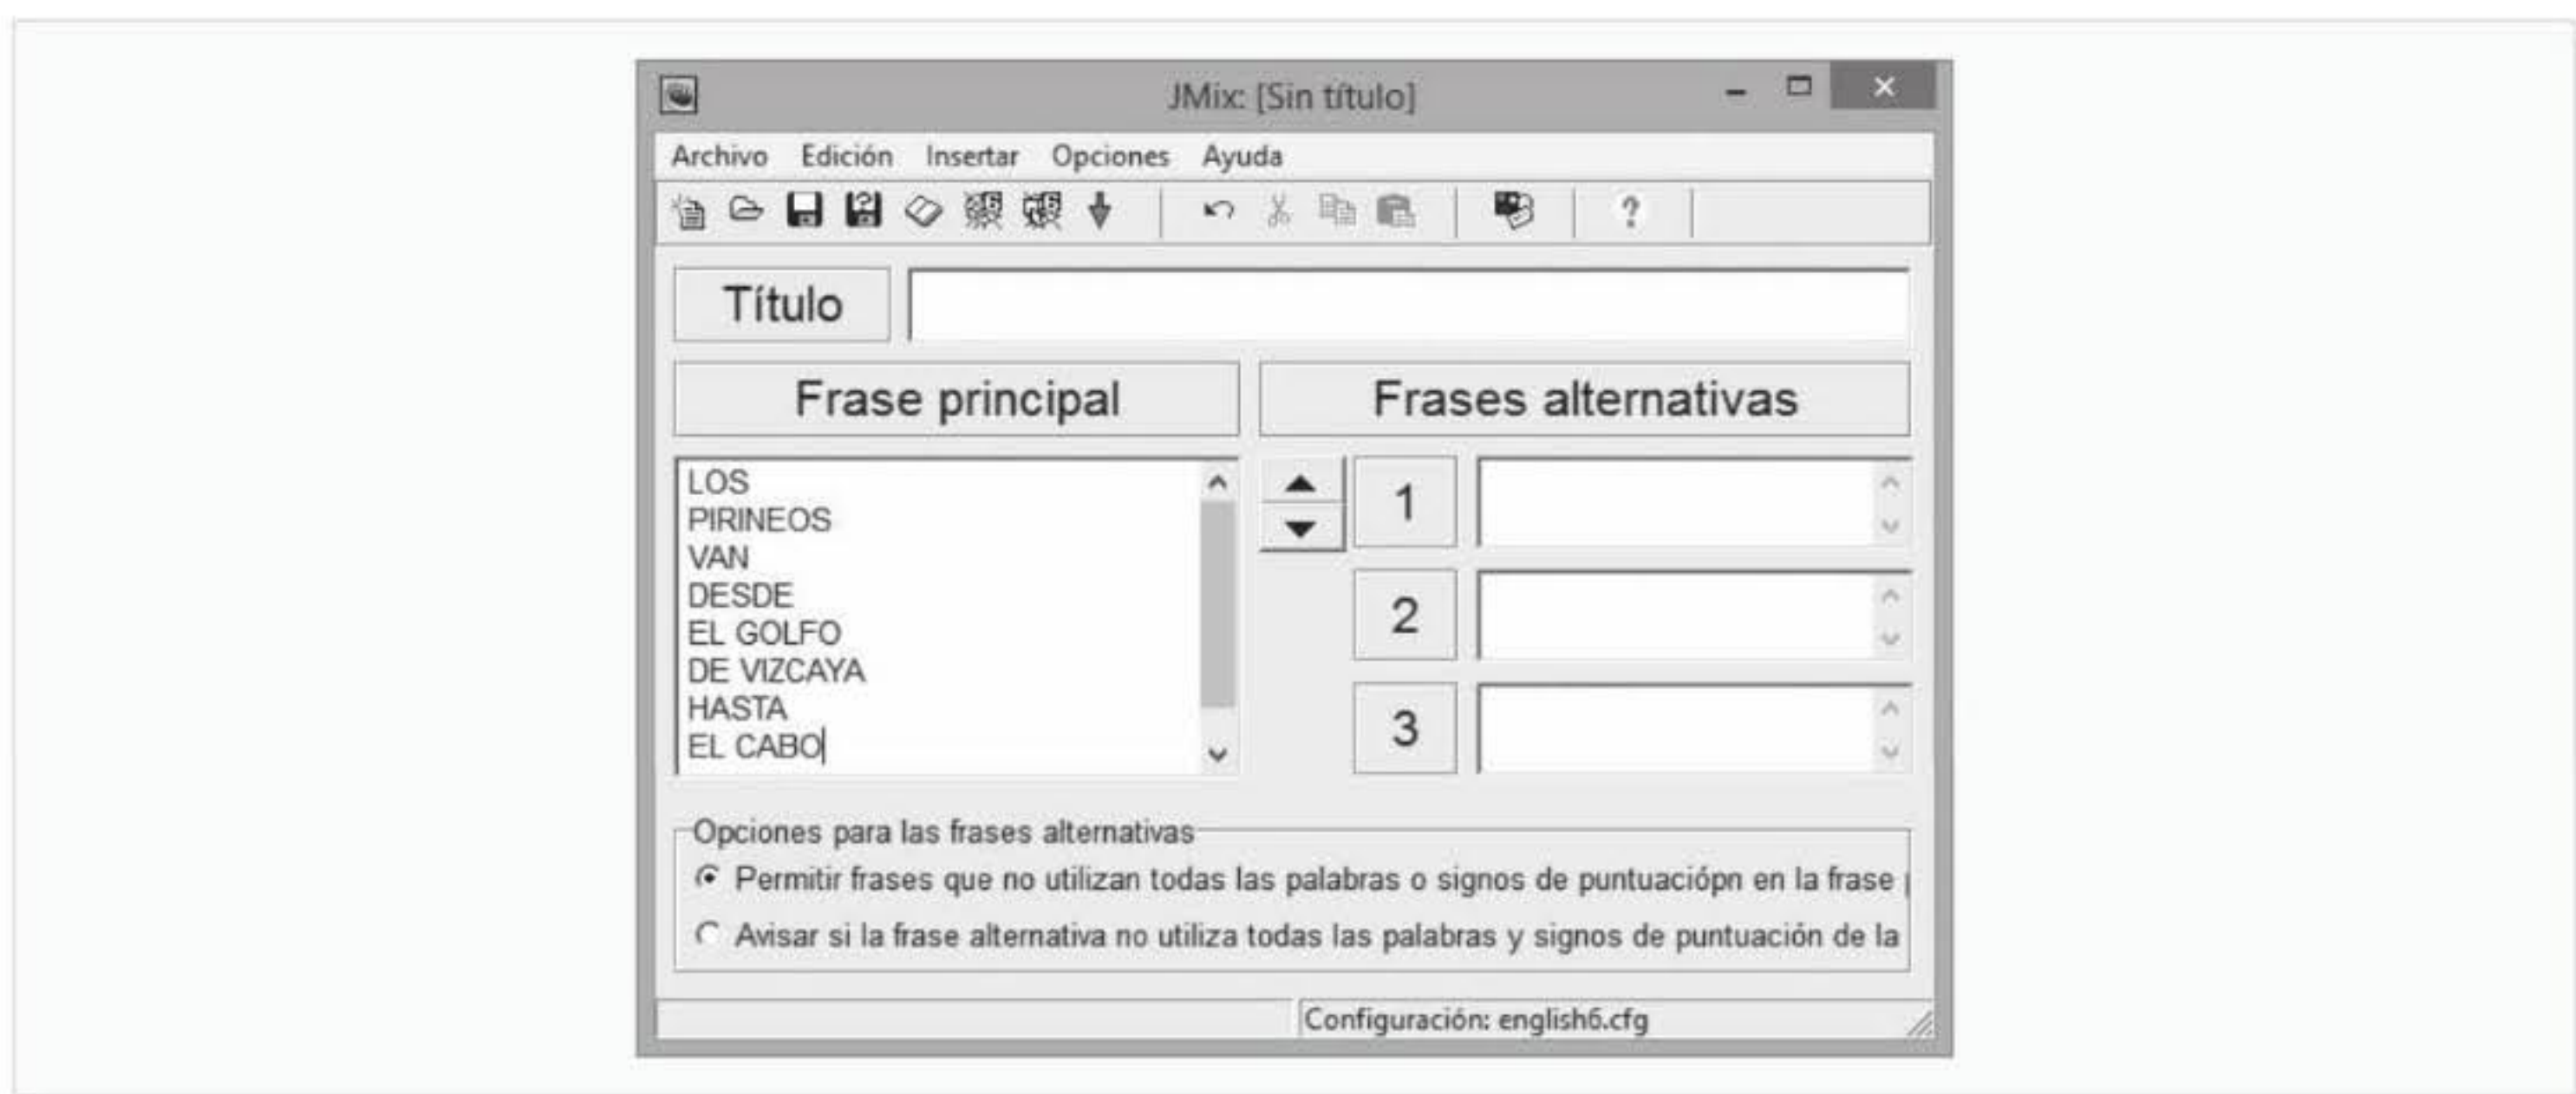 JMix: [Sin título]
Archivo Edición Insertar Opciones Ayuda
Título
Frase principal
Frases alternativas
LOS
PIRINEOS
VAN
DESDE
EL GOLFO
DE VIZCAYA
HASTA
EL CABO
1
2
3
Opciones para las frases alternativas
Permitir frases que no utilizan todas las palabras o signos de puntuaciópn en la frase
Avisar si la frase alternativa no utiliza todas las palabras y signos de puntuación de la
Configuración: english6.cfg